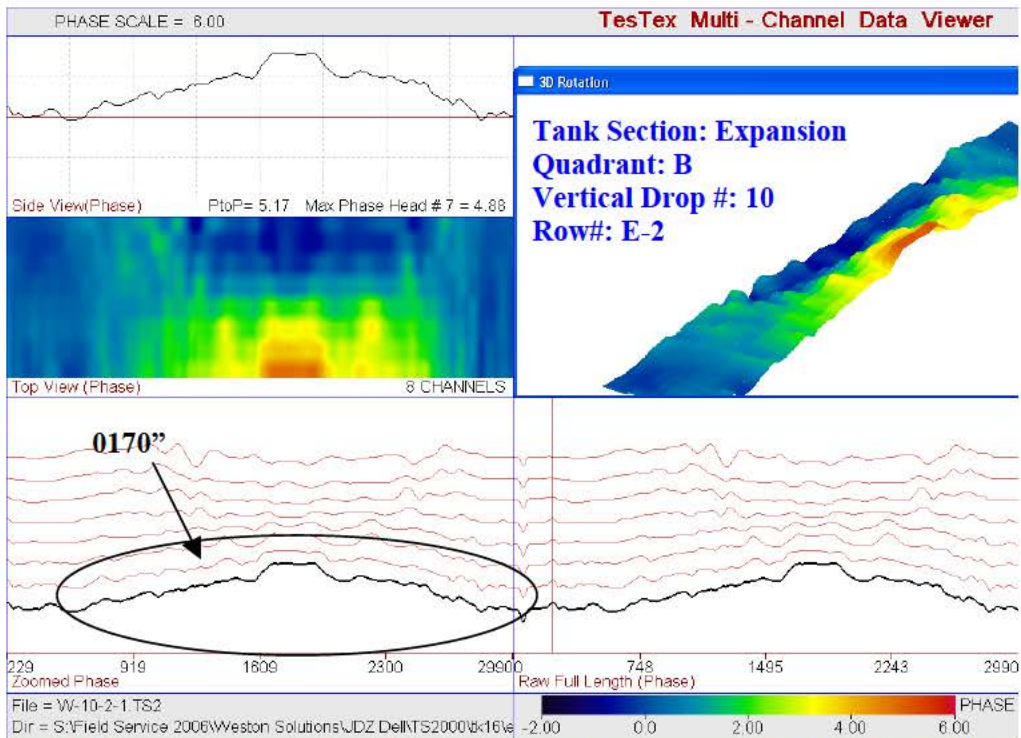 PHASE SCALE = 6.00
TesTex Multi - Channel Data Viewer
3D Rotation
Tank Section: Expansion
Quadrant: B
Vertical Drop #: 10
Row#: E-2
Side View(Phase) PtoP= 5.17 Max Phase Head # 7 = 4.88
Top View (Phase) 8 CHANNELS
0170”
229 919 1609 2300 2990
0 748 1495 2243 2990
Zoomed Phase
Raw Full Length (Phase)
File = W-10-2-1.TS2
Dir = S:\Field Service 2006\Weston Solutions\JDZ Dell\TS2000\tk16\e
-2.00 0.0 2.00 4.00 6.00
PHASE